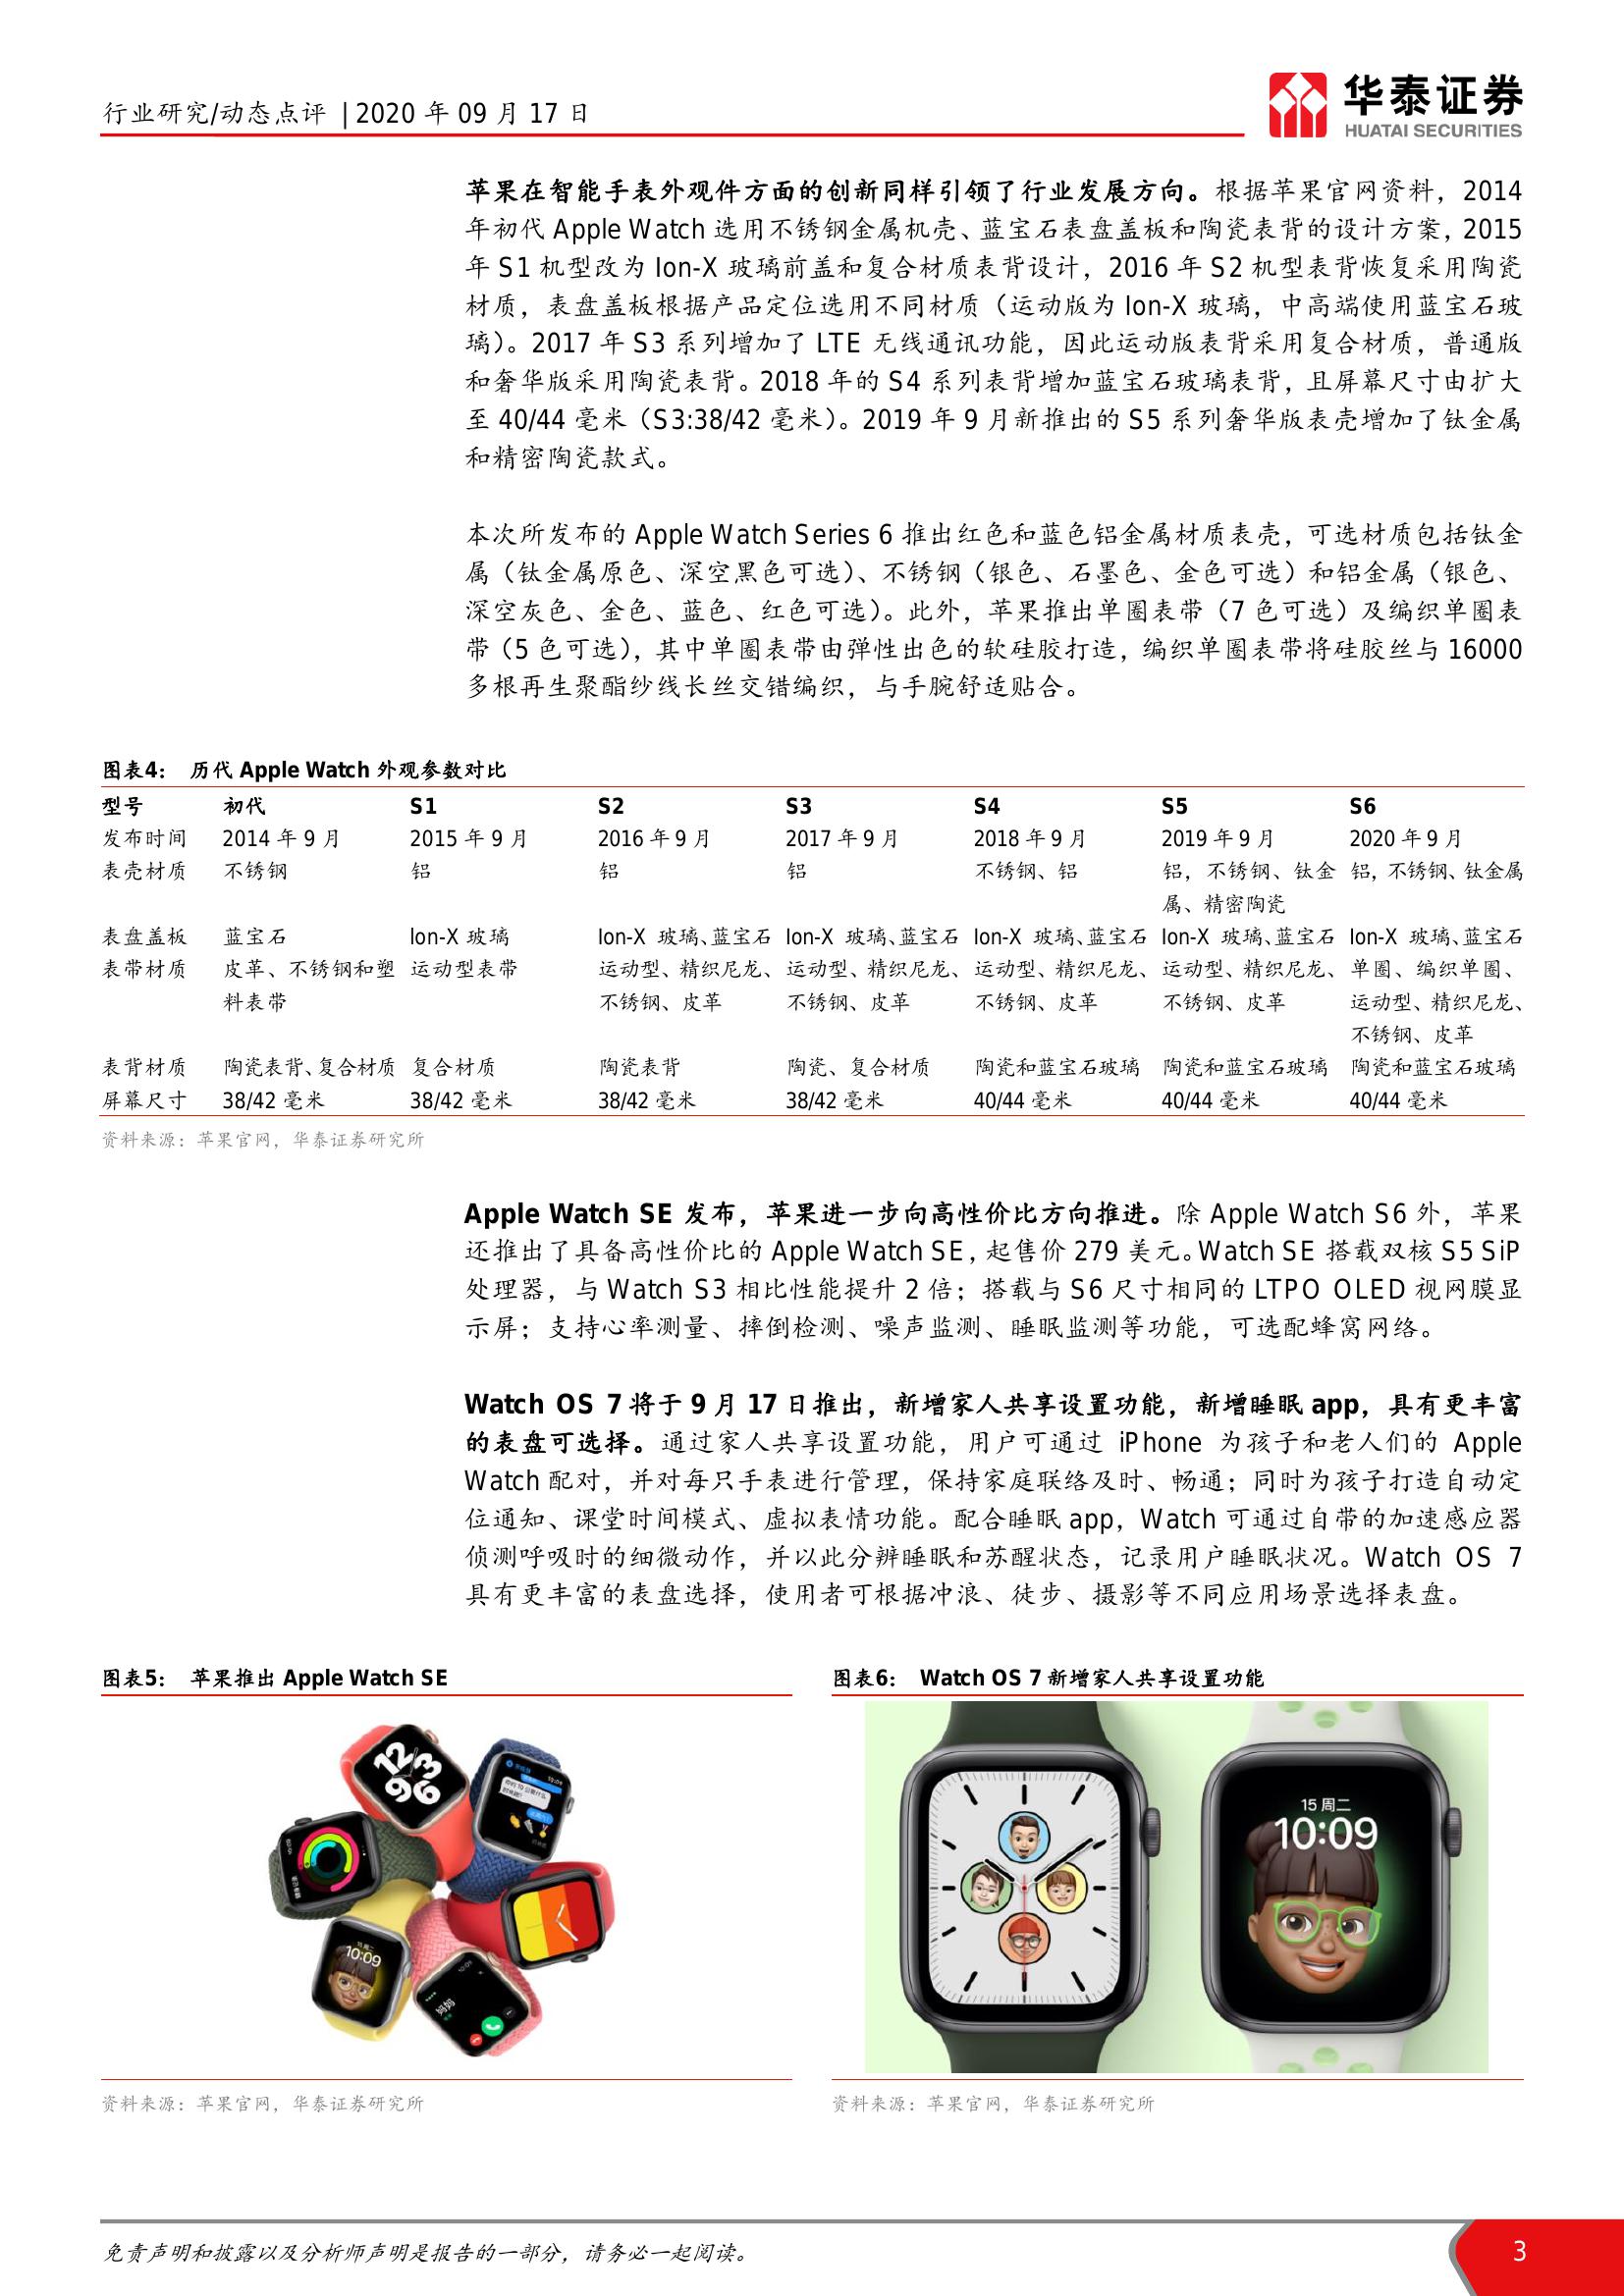 行业研究/动态点评 | 2020 年 09 月 17 日
华泰证券
HUATAI SECURITIES
苹果在智能手表外观件方面的创新同样引领了行业发展方向。根据苹果官网资料，2014
年初代 Apple Watch 选用不锈钢金属机壳、蓝宝石表盘盖板和陶瓷表背的设计方案，2015
年 S1 机型改为 Ion-X 玻璃前盖和复合材质表背设计，2016 年 S2 机型表背恢复采用陶瓷
材质，表盘盖板根据产品定位选用不同材质（运动版为 Ion-X 玻璃，中高端使用蓝宝石玻
璃）。2017 年 S3 系列增加了 LTE 无线通讯功能，因此运动版表背采用复合材质，普通版
和奢华版采用陶瓷表背。2018 年的 S4 系列表背增加蓝宝石玻璃表背，且屏幕尺寸由扩大
至 40/44 毫米（S3:38/42 毫米）。2019 年 9 月新推出的 S5 系列奢华版表壳增加了钛金属
和精密陶瓷款式。
本次所发布的 Apple Watch Series 6 推出红色和蓝色铝金属材质表壳，可选材质包括钛金
属（钛金属原色、深空黑色可选）、不锈钢（银色、石墨色、金色可选）和铝金属（银色、
深空灰色、金色、蓝色、红色可选）。此外，苹果推出单圈表带（7 色可选）及编织单圈表
带（5 色可选），其中单圈表带由弹性出色的软硅胶打造，编织单圈表带将硅胶丝与 16000
多根再生聚酯纱线长丝交错编织，与手腕舒适贴合。
图表4： 历代 Apple Watch 外观参数对比
型号 初代 S1 S2 S3 S4 S5 S6
发布时间 2014 年 9 月 2015 年 9 月 2016 年 9 月 2017 年 9 月 2018 年 9 月 2019 年 9 月 2020 年 9 月
表壳材质 不锈钢 铝 铝 铝 不锈钢、铝 铝，不锈钢、钛金 铝，不锈钢、钛金属
属、精密陶瓷
表盘盖板 蓝宝石 Ion-X 玻璃 Ion-X 玻璃、蓝宝石 Ion-X 玻璃、蓝宝石 Ion-X 玻璃、蓝宝石 Ion-X 玻璃、蓝宝石 Ion-X 玻璃、蓝宝石
表带材质 皮革、不锈钢和塑 运动型表带 运动型、精织尼龙、 运动型、精织尼龙、 运动型、精织尼龙、 运动型、精织尼龙、 单圈、编织单圈、
料表带 不锈钢、皮革 不锈钢、皮革 不锈钢、皮革 不锈钢、皮革 运动型、精织尼龙、
不锈钢、皮革
表背材质 陶瓷表背、复合材质 复合材质 陶瓷表背 陶瓷、复合材质 陶瓷和蓝宝石玻璃 陶瓷和蓝宝石玻璃 陶瓷和蓝宝石玻璃
屏幕尺寸 38/42 毫米 38/42 毫米 38/42 毫米 38/42 毫米 40/44 毫米 40/44 毫米 40/44 毫米
资料来源：苹果官网，华泰证券研究所
Apple Watch SE 发布，苹果进一步向高性价比方向推进。除 Apple Watch S6 外，苹果
还推出了具备高性价比的 Apple Watch SE，起售价 279 美元。Watch SE 搭载双核 S5 SiP
处理器，与 Watch S3 相比性能提升 2 倍；搭载与 S6 尺寸相同的 LTPO OLED 视网膜显
示屏；支持心率测量、摔倒检测、噪声监测、睡眠监测等功能，可选配蜂窝网络。
Watch OS 7 将于 9 月 17 日推出，新增家人共享设置功能，新增睡眠 app，具有更丰富
的表盘可选择。通过家人共享设置功能，用户可通过 iPhone 为孩子和老人们的 Apple
Watch 配对，并对每只手表进行管理，保持家庭联络及时、畅通；同时为孩子打造自动定
位通知、课堂时间模式、虚拟表情功能。配合睡眠 app，Watch 可通过自带的加速感应器
侦测呼吸时的细微动作，并以此分辨睡眠和苏醒状态，记录用户睡眠状况。Watch OS 7
具有更丰富的表盘选择，使用者可根据冲浪、徒步、摄影等不同应用场景选择表盘。
图表5： 苹果推出 Apple Watch SE
12
3
9
6
10:09
妈妈
资料来源：苹果官网，华泰证券研究所
图表6： Watch OS 7 新增家人共享设置功能
15 周二
10:09
资料来源：苹果官网，华泰证券研究所
免责声明和披露以及分析师声明是报告的一部分，请务必一起阅读。
3